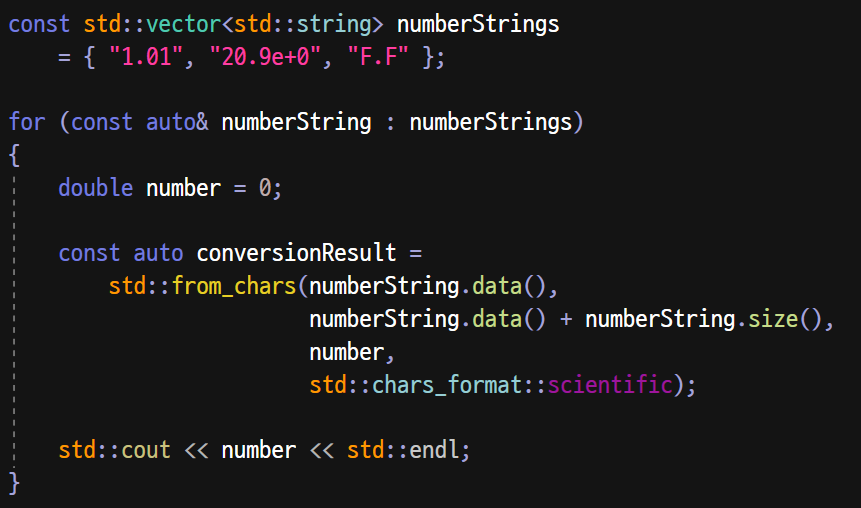 const std::vector<std::string> numberStrings
    = { "1.01", "20.9e+0", "F.F" };

for (const auto& numberString : numberStrings)
{
    double number = 0;

    const auto conversionResult =
        std::from_chars(numberString.data(),
                        numberString.data() + numberString.size(),
                        number,
                        std::chars_format::scientific);

    std::cout << number << std::endl;
}